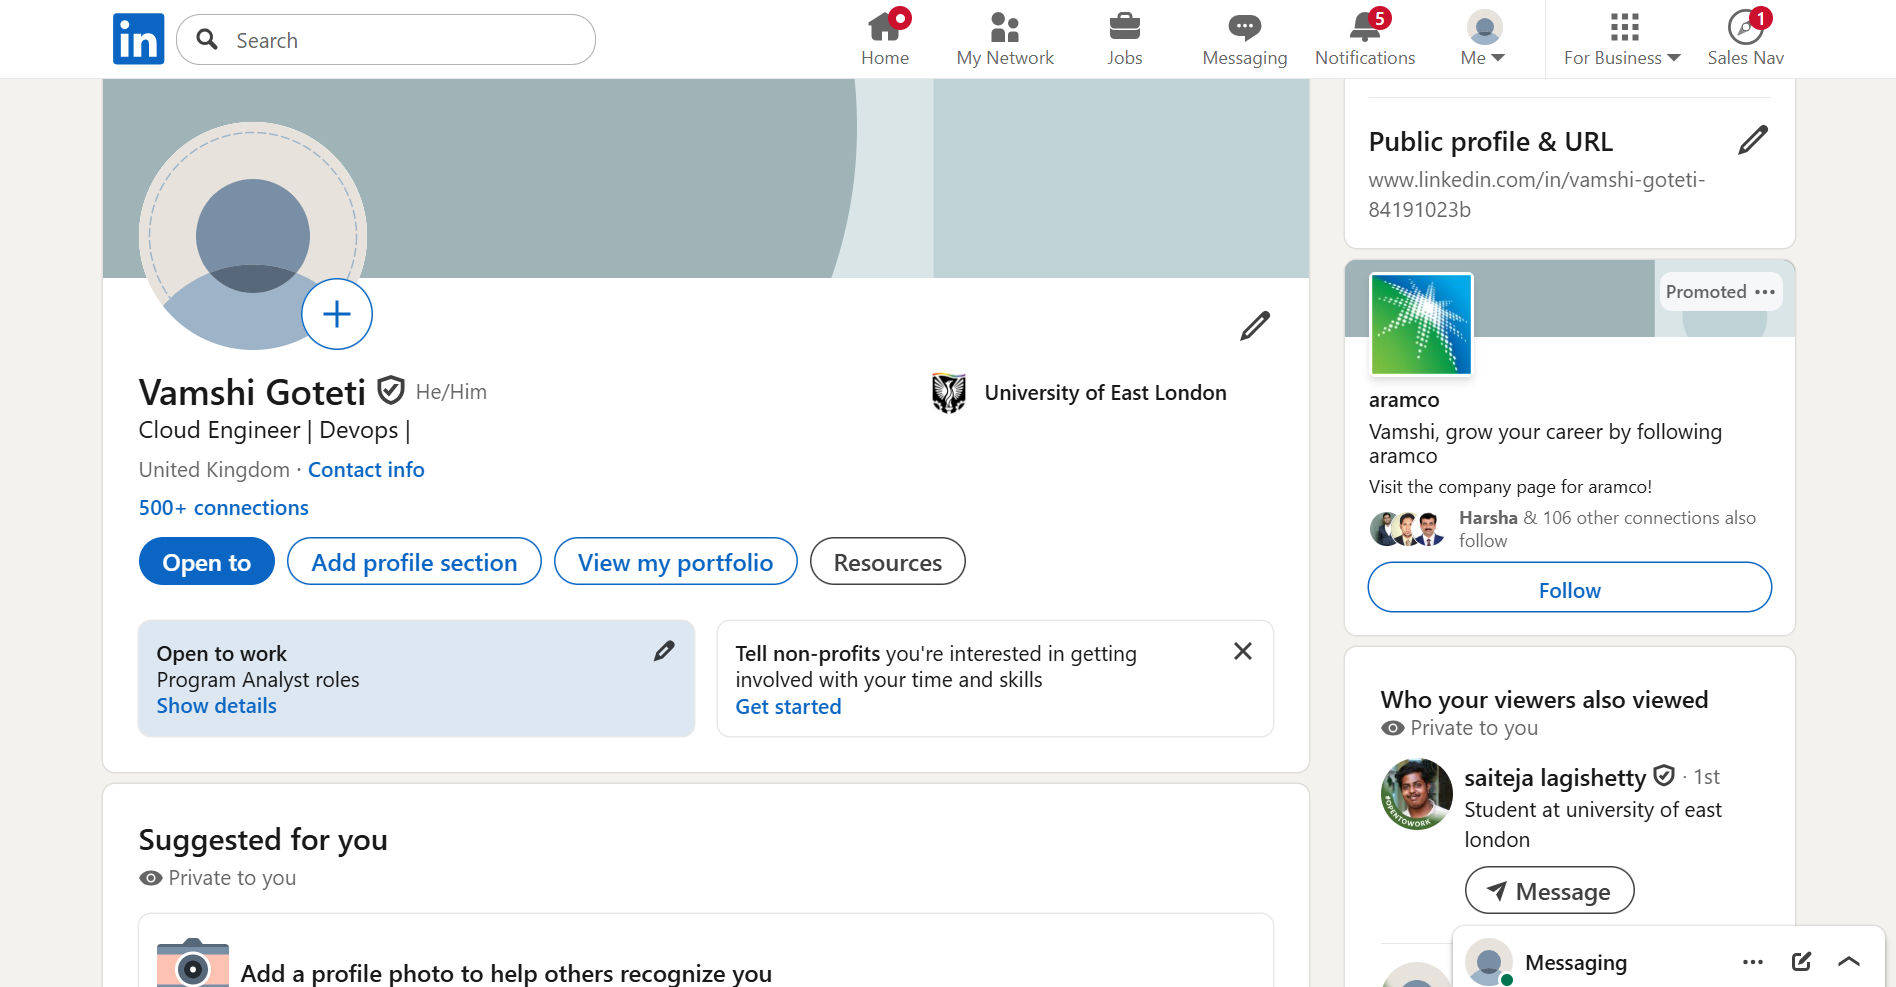 in
Search
Home
My Network
Jobs
Messaging
5
Notifications
Me
For Business
1
Sales Nav
Vamshi Goteti He/Him
Cloud Engineer | Devops |
United Kingdom · Contact info
500+ connections
University of East London
Open to
Add profile section
View my portfolio
Resources
Open to work
Program Analyst roles
Show details
Tell non-profits you're interested in getting
involved with your time and skills
Get started
Suggested for you
Private to you
Add a profile photo to help others recognize you
Public profile & URL
www.linkedin.com/in/vamshi-goteti-
84191023b
Promoted
aramco
Vamshi, grow your career by following
aramco
Visit the company page for aramco!
Harsha & 106 other connections also
follow
Follow
Who your viewers also viewed
Private to you
#OPENTOWORK
saiteja lagishetty · 1st
Student at university of east
london
Message
Messaging